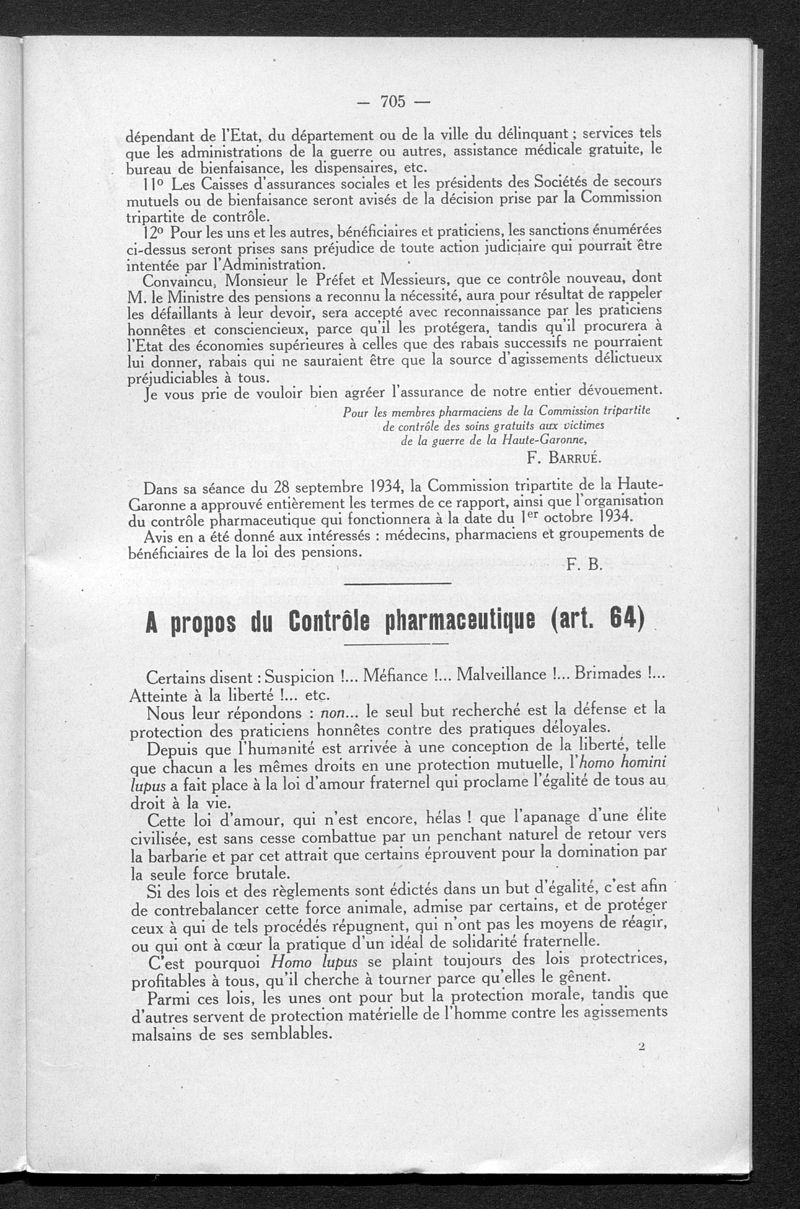 — 705 —
dépendant de l'Etat, du département ou de la ville du délinquant ; services tels
que les administrations de la guerre ou autres, assistance médicale gratuite, le
bureau de bienfaisance, les dispensaires, etc.
11º Les Caisses d'assurances sociales et les présidents des Sociétés de secours
mutuels ou de bienfaisance seront avisés de la décision prise par la Commission
tripartite de contrôle.
12º Pour les uns et les autres, bénéficiaires et praticiens, les sanctions énumérées
ci-dessus seront prises sans préjudice de toute action judiciaire qui pourrait être
intentée par l'Administration.
Convaincu, Monsieur le Préfet et Messieurs, que ce contrôle nouveau, dont
M. le Ministre des pensions a reconnu la nécessité, aura pour résultat de rappeler
les défaillants à leur devoir, sera accepté avec reconnaissance par les praticiens
honnêtes et consciencieux, parce qu'il les protégera, tandis qu'il procurera à
l'Etat des économies supérieures à celles que des rabais successifs ne pourraient
lui donner, rabais qui ne sauraient être que la source d'agissements délictueux
préjudiciables à tous.
Je vous prie de vouloir bien agréer l'assurance de notre entier dévouement.
Pour les membres pharmaciens de la Commission tripartite
de contrôle des soins gratuits aux victimes
de la guerre de la Haute-Garonne,
F. BARRUÉ.
Dans sa séance du 28 septembre 1934, la Commission tripartite de la Haute-
Garonne a approuvé entièrement les termes de ce rapport, ainsi que l'organisation
du contrôle pharmaceutique qui fonctionnera à la date du 1er octobre 1934.
Avis en a été donné aux intéressés : médecins, pharmaciens et groupements de
bénéficiaires de la loi des pensions.
F. B.
A propos du Contrôle pharmaceutique (art. 64)
Certains disent : Suspicion !... Méfiance !... Malveillance !... Brimades !...
Atteinte à la liberté !... etc.
Nous leur répondons : non... le seul but recherché est la défense et la
protection des praticiens honnêtes contre des pratiques déloyales.
Depuis que l'humanité est arrivée à une conception de la liberté, telle
que chacun a les mêmes droits en une protection mutuelle, l'homo homini
lupus a fait place à la loi d'amour fraternel qui proclame l'égalité de tous au
droit à la vie.
Cette loi d'amour, qui n'est encore, hélas ! que l'apanage d'une élite
civilisée, est sans cesse combattue par un penchant naturel de retour vers
la barbarie et par cet attrait que certains éprouvent pour la domination par
la seule force brutale.
Si des lois et des règlements sont édictés dans un but d'égalité, c'est afin
de contrebalancer cette force animale, admise par certains, et de protéger
ceux à qui de tels procédés répugnent, qui n'ont pas les moyens de réagir,
ou qui ont à cœur la pratique d'un idéal de solidarité fraternelle.
C'est pourquoi Homo lupus se plaint toujours des lois protectrices,
profitables à tous, qu'il cherche à tourner parce qu'elles le gênent.
Parmi ces lois, les unes ont pour but la protection morale, tandis que
d'autres servent de protection matérielle de l'homme contre les agissements
malsains de ses semblables.
2